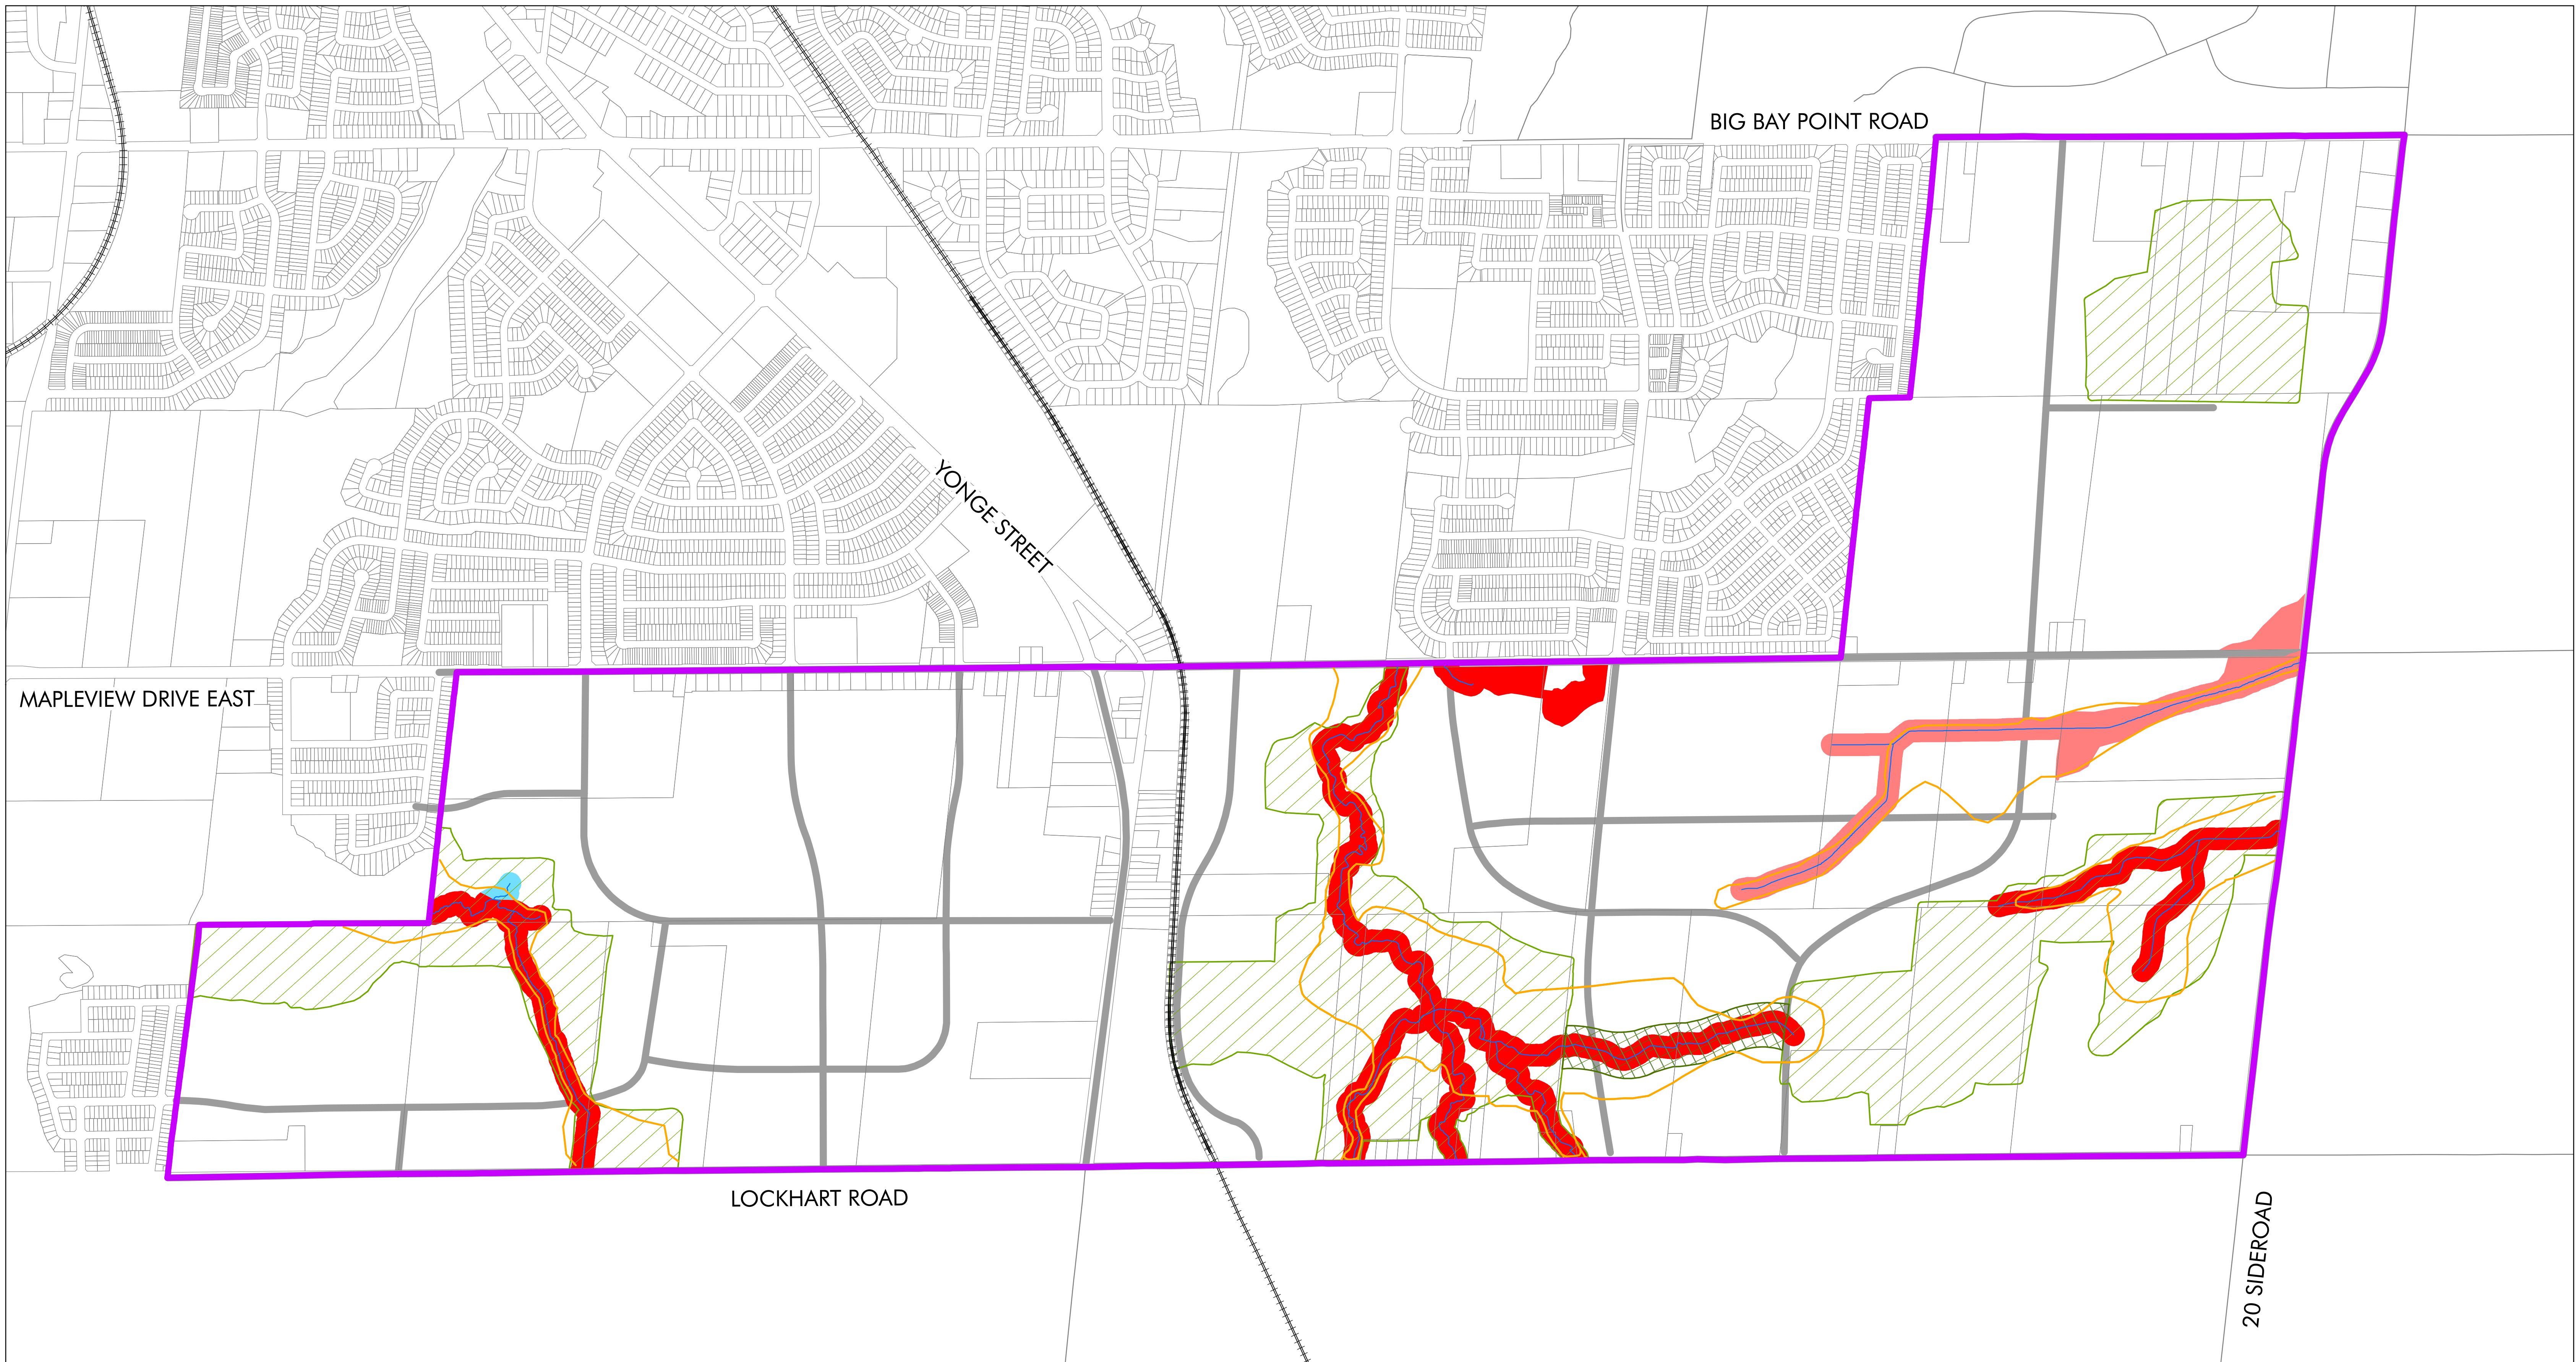 BIG BAY POINT ROAD
YONGE STREET
MAPLEVIEW DRIVE EAST
LOCKHART ROAD
20 SIDEROAD